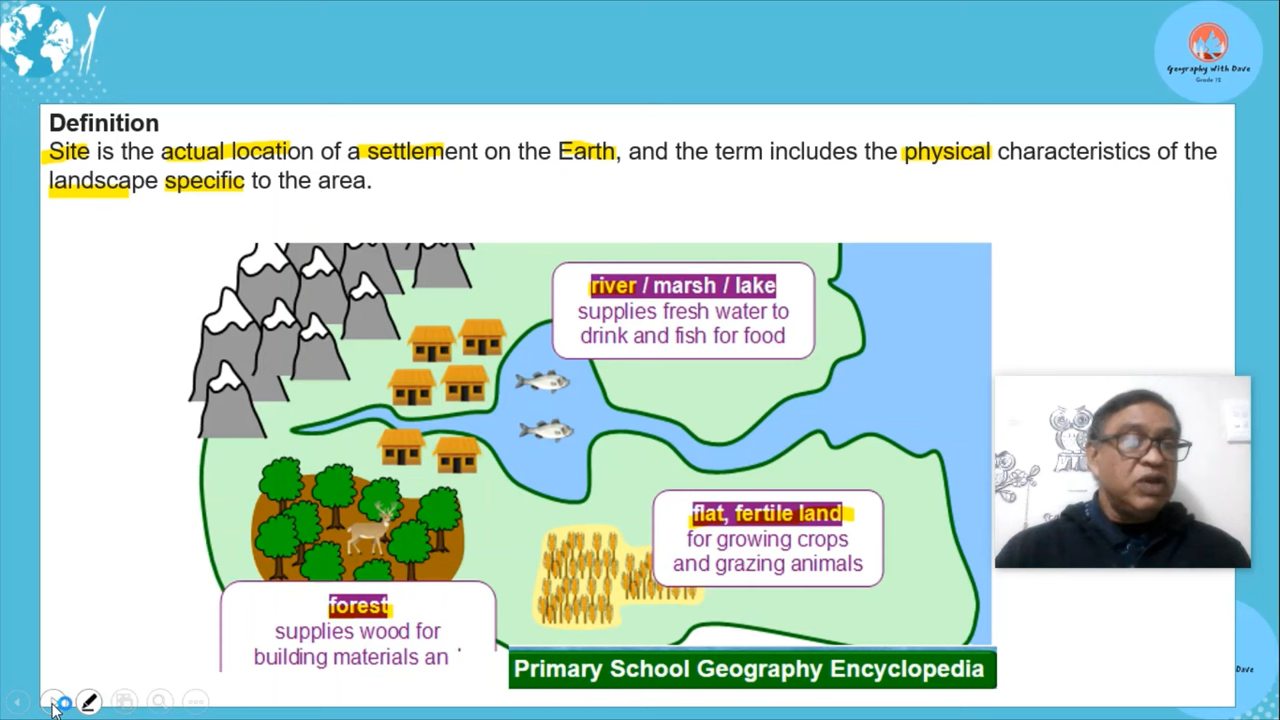 Geography With Dave
Grade 12
Definition
Site is the actual location of a settlement on the Earth, and the term includes the physical characteristics of the
landscape specific to the area.
river / marsh / lake
supplies fresh water to
drink and fish for food
flat, fertile land
for growing crops
and grazing animals
forest
supplies wood for
building materials an
Primary School Geography Encyclopedia
Dave